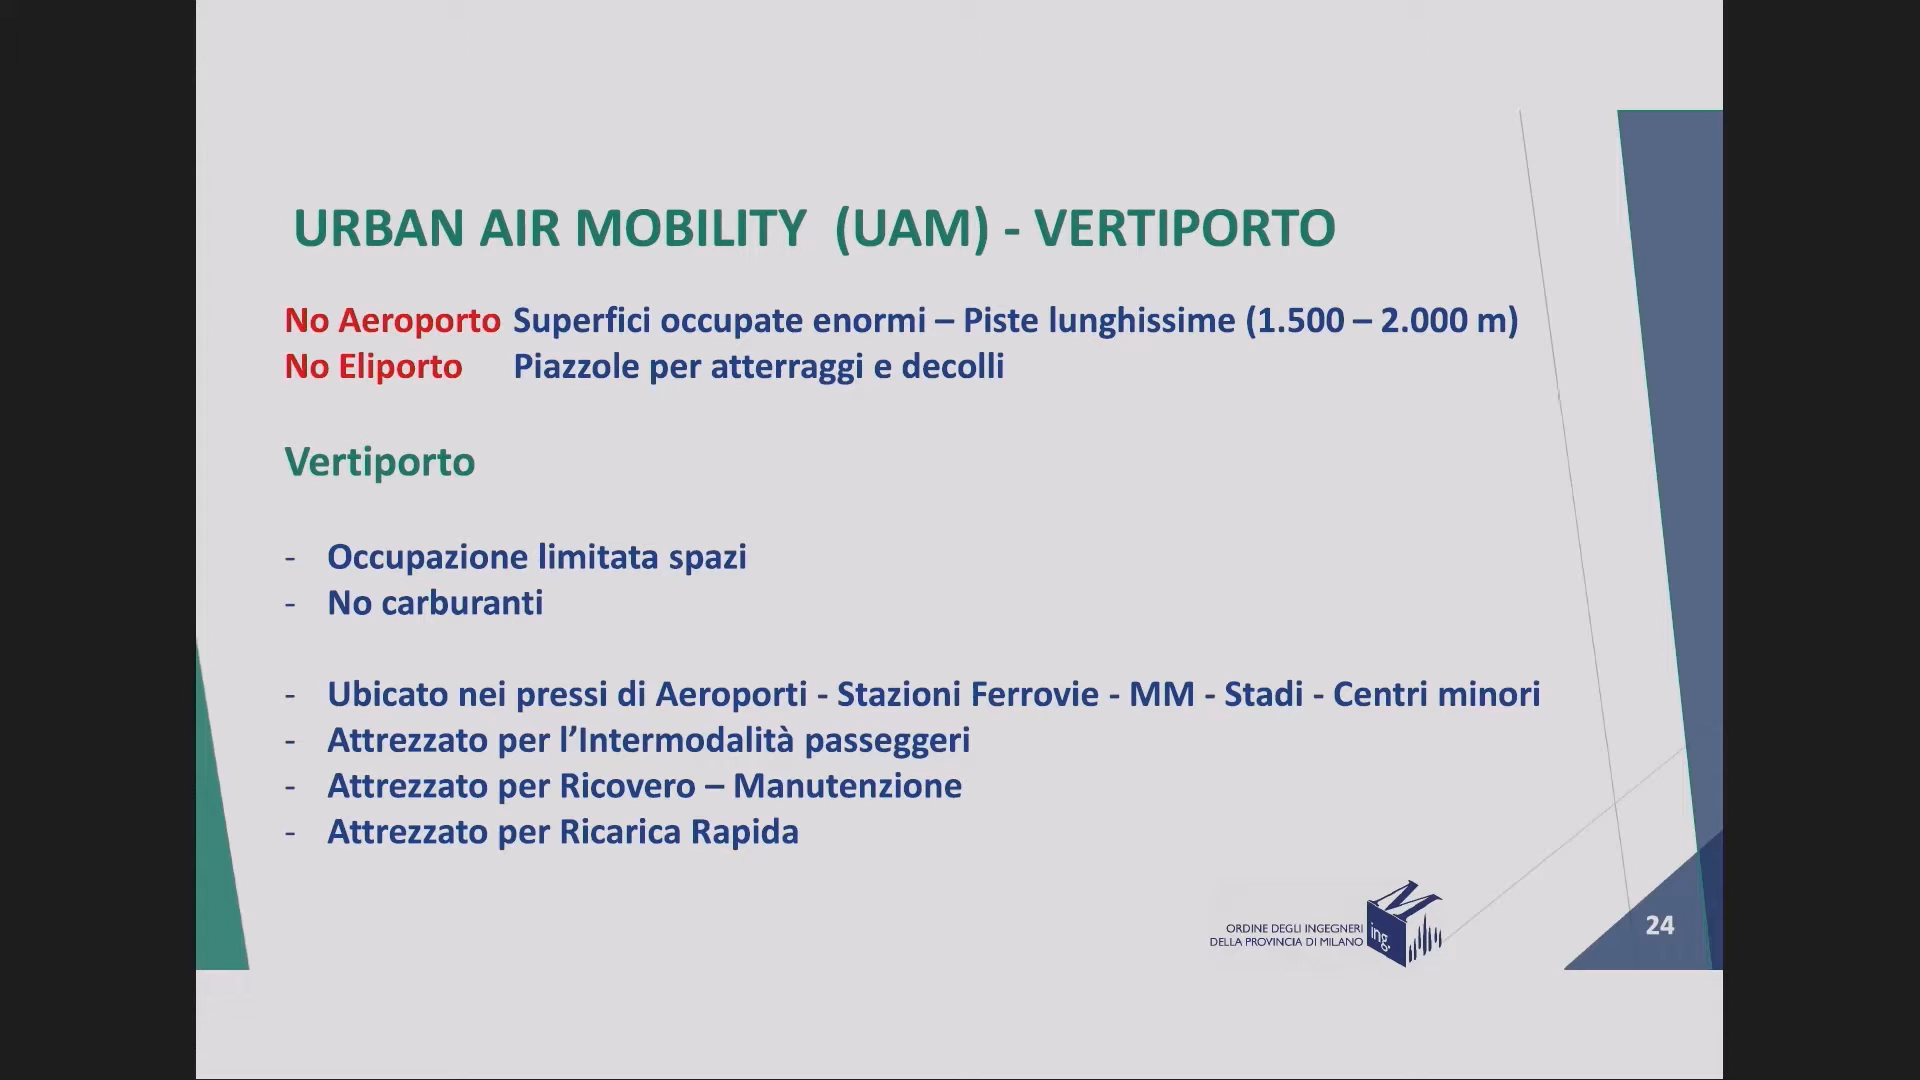 URBAN AIR MOBILITY (UAM) - VERTIPORTO
No Aeroporto Superfici occupate enormi – Piste lunghissime (1.500 – 2.000 m)
No Eliporto Piazzole per atterraggi e decolli
Vertiporto
- Occupazione limitata spazi
- No carburanti
- Ubicato nei pressi di Aeroporti - Stazioni Ferrovie - MM - Stadi - Centri minori
- Attrezzato per l’Intermodalità passeggeri
- Attrezzato per Ricovero – Manutenzione
- Attrezzato per Ricarica Rapida
ORDINE DEGLI INGEGNERI
DELLA PROVINCIA DI MILANO
ing.
24